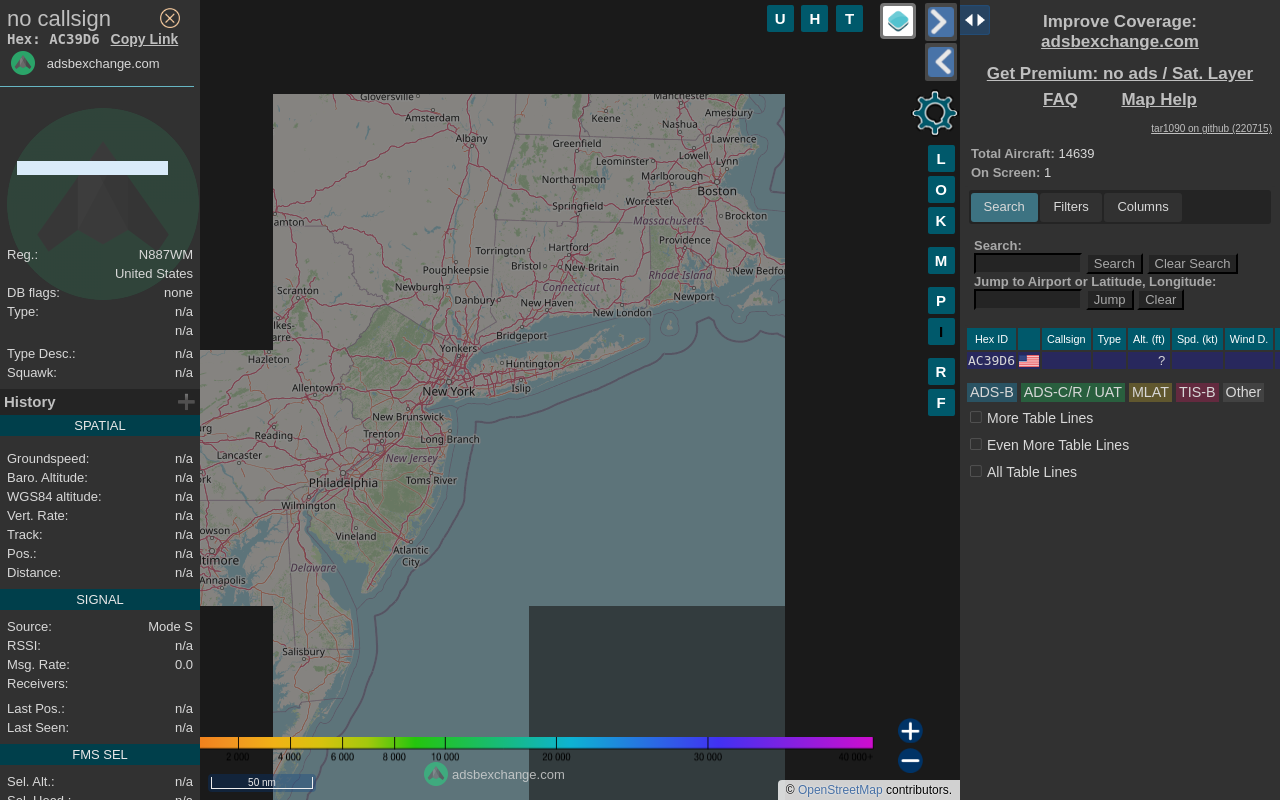 no callsign
Hex: AC39D6 Copy Link
adsbexchange.com
Reg.: N887WM
United States
DB flags: none
Type: n/a
n/a
Type Desc.: n/a
Squawk: n/a
History
SPATIAL
Groundspeed: n/a
Baro. Altitude: n/a
WGS84 altitude: n/a
Vert. Rate: n/a
Track: n/a
Pos.: n/a
Distance: n/a
SIGNAL
Source: Mode S
RSSI: n/a
Msg. Rate: 0.0
Receivers:
Last Pos.: n/a
Last Seen: n/a
FMS SEL
Sel. Alt.: n/a
U H T
L
O
K
M
P
I
R
F
Gloversville
Amsterdam
Albany
Keene
Manchester
Nashua
Amesbury
Lawrence
Greenfield
Leominster
Lowell
Lynn
Northampton
Marlborough
Boston
Springfield
Worcester
Massachusetts
Brockton
amton
Torrington
Hartford
Providence
Poughkeepsie
Bristol
New Britain
Rhode Island
New Bedfo
Scranton
Newburgh
Connecticut
Danbury
New Haven
New London
Newport
lkes-
arre
Hazleton
Bridgeport
Yonkers
Huntington
Allentown
New York
Islip
New Brunswick
Reading
Trenton
Long Branch
rg
Lancaster
New Jersey
Toms River
rk
Philadelphia
Wilmington
owson
Vineland
Atlantic
City
ltimore
Delaware
Annapolis
Salisbury
2 000 4 000 6 000 8 000 10 000 20 000 30 000 40 000+
50 nm
adsbexchange.com
© OpenStreetMap contributors.
Improve Coverage:
adsbexchange.com
Get Premium: no ads / Sat. Layer
FAQ Map Help
tar1090 on github (220715)
Total Aircraft: 14639
On Screen: 1
Search Filters Columns
Search:
Search Clear Search
Jump to Airport or Latitude, Longitude:
Jump Clear
Hex ID Callsign Type Alt. (ft) Spd. (kt) Wind D.
AC39D6 ?
ADS-B ADS-C/R / UAT MLAT TIS-B Other
More Table Lines
Even More Table Lines
All Table Lines